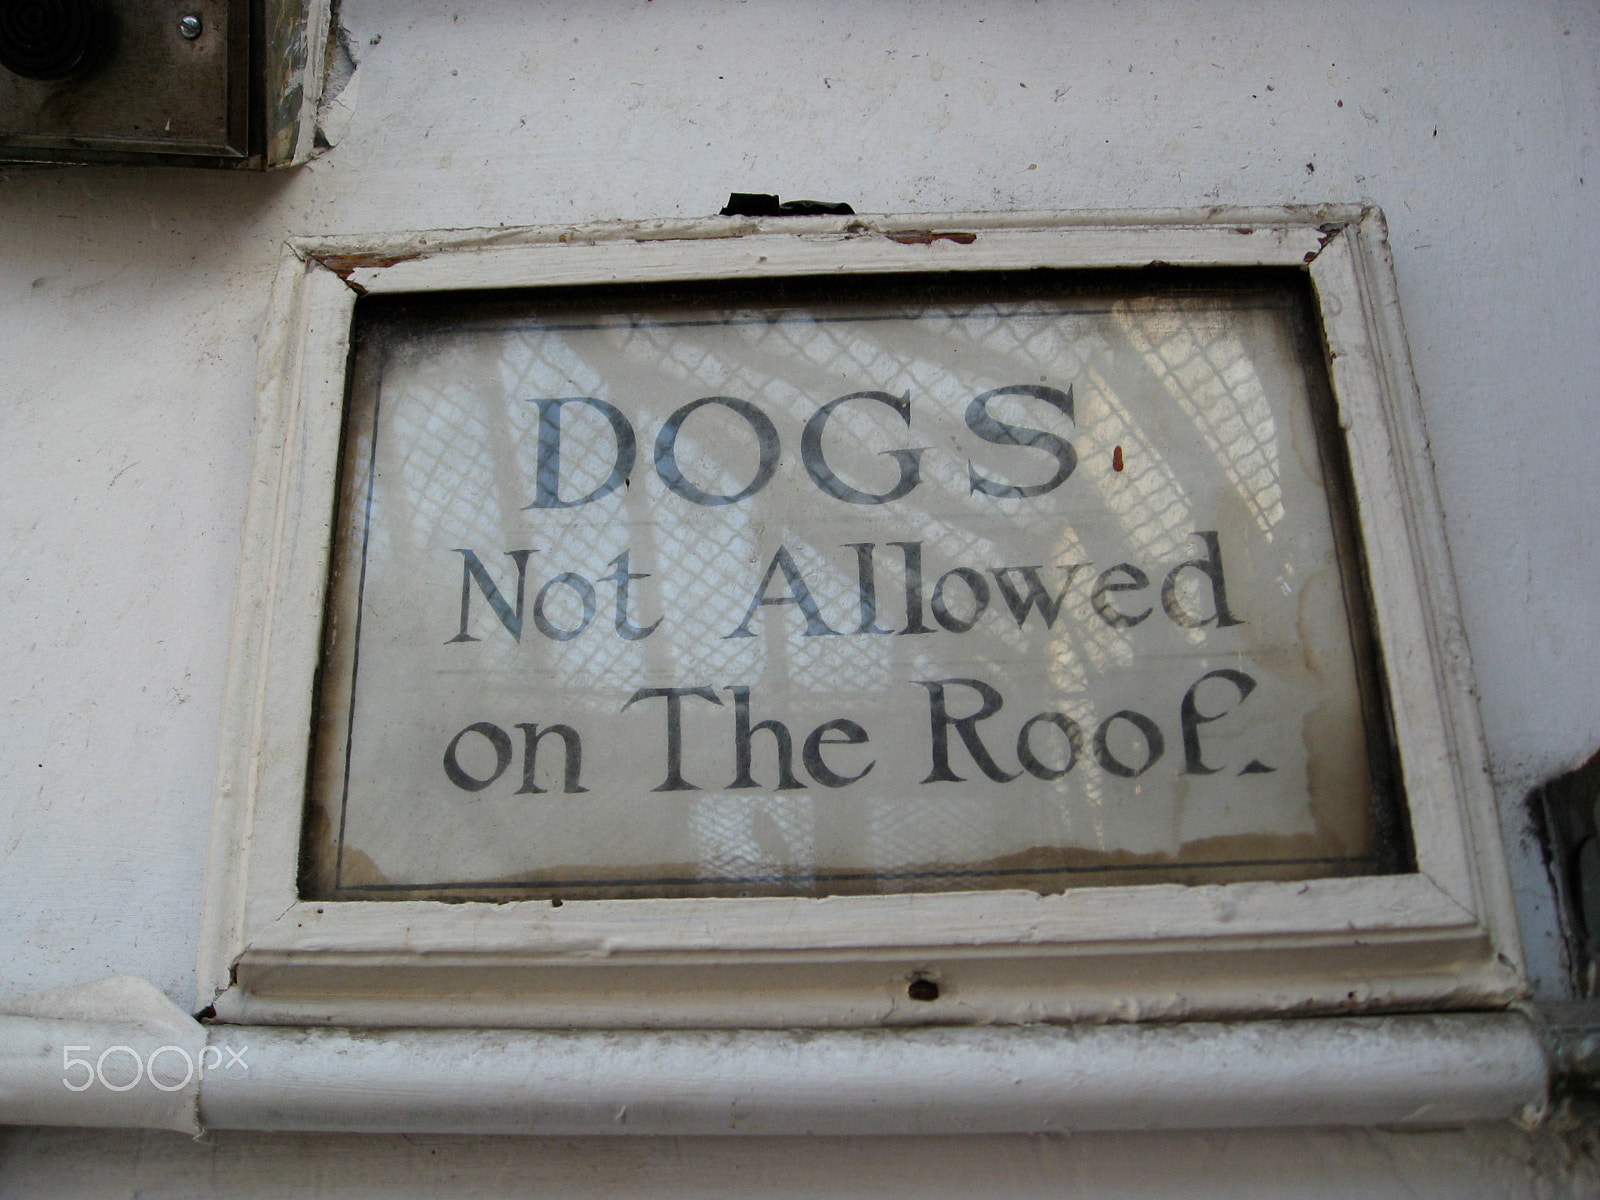 DOGS
Not Allowed
on The Roof.
500px